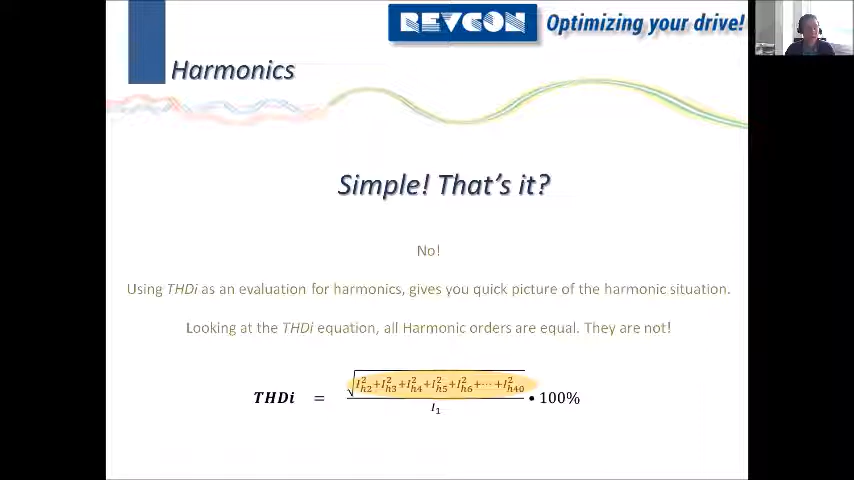 REVCON Optimizing your drive!
Harmonics
Simple! That's it?
No!
Using THDi as an evaluation for harmonics, gives you quick picture of the harmonic situation.
Looking at the THDi equation, all Harmonic orders are equal. They are not!
THDi = √(I²h2+I²h3+I²h4+I²h5+I²h6+⋯+I²h40) / I₁ • 100%